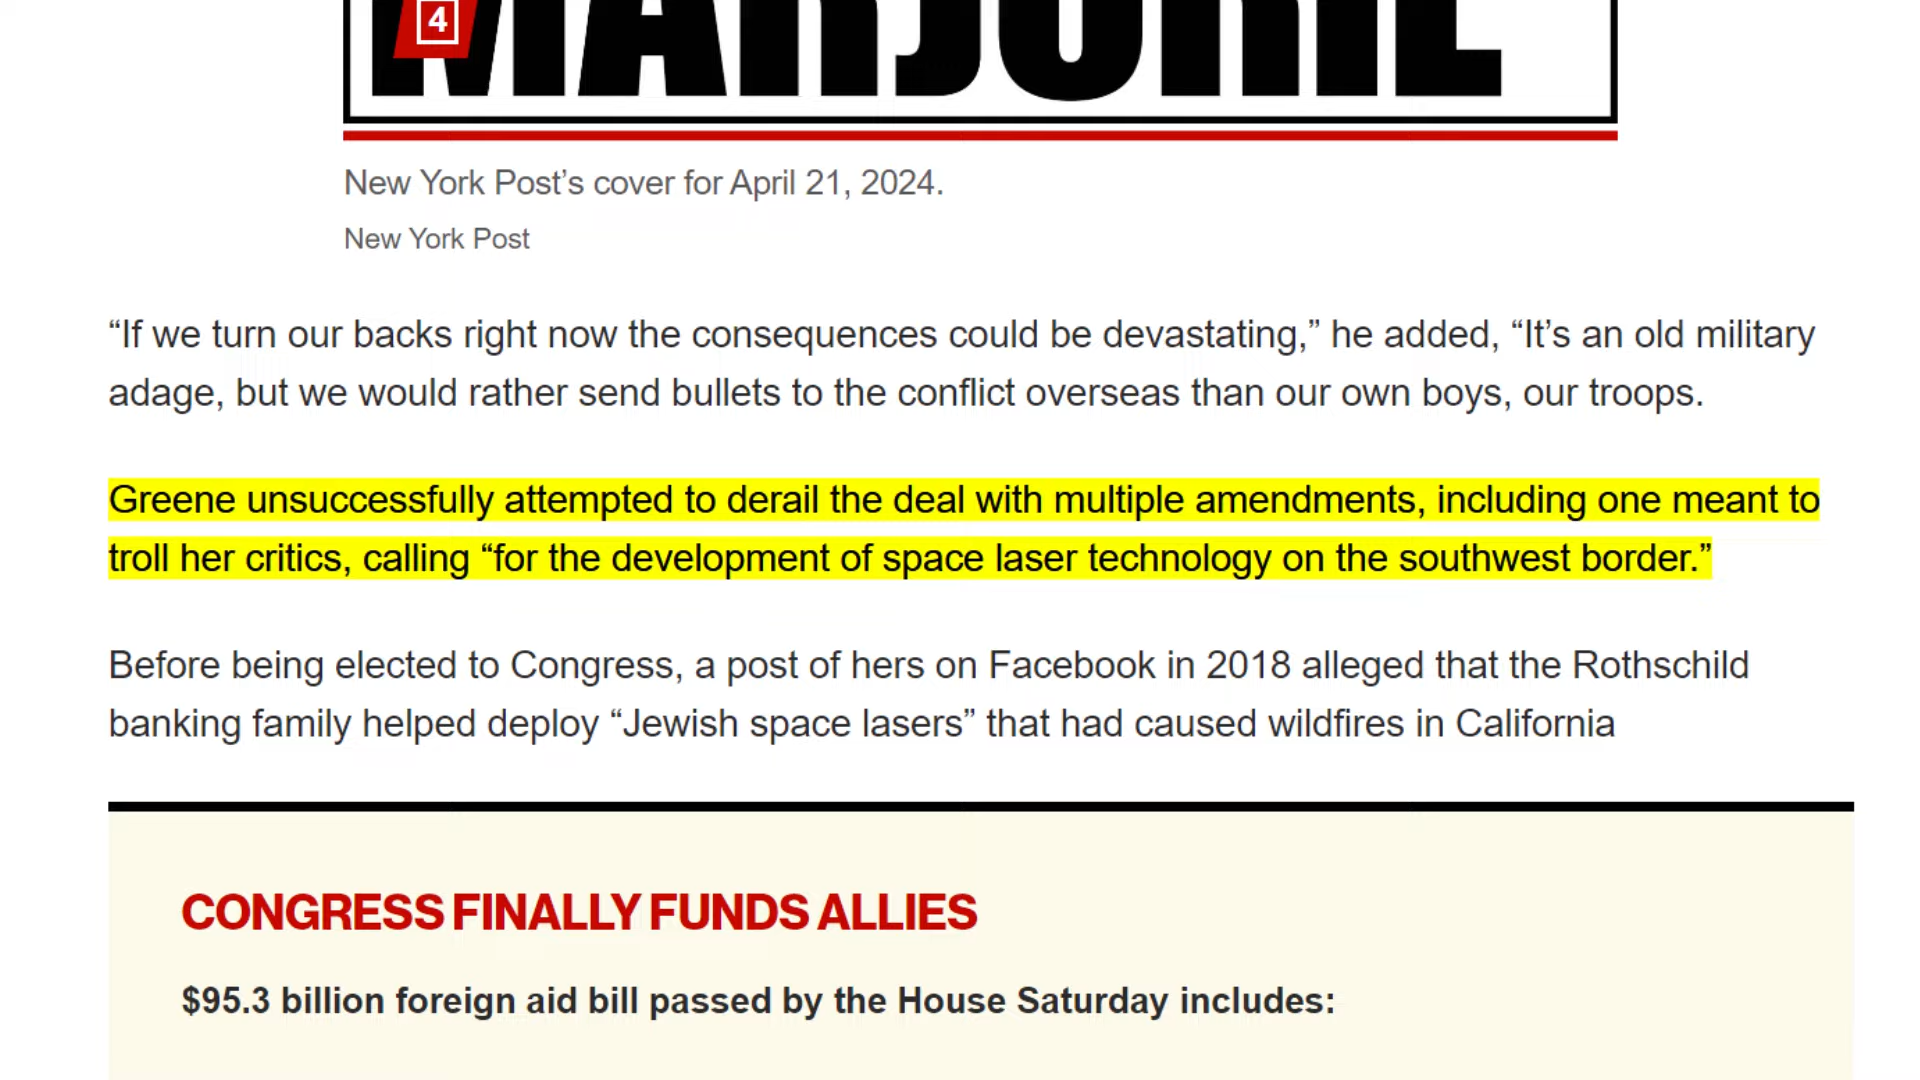 4
MARJORIE
New York Post’s cover for April 21, 2024.
New York Post
“If we turn our backs right now the consequences could be devastating,” he added, “It’s an old military
adage, but we would rather send bullets to the conflict overseas than our own boys, our troops.
Greene unsuccessfully attempted to derail the deal with multiple amendments, including one meant to
troll her critics, calling “for the development of space laser technology on the southwest border.”
Before being elected to Congress, a post of hers on Facebook in 2018 alleged that the Rothschild
banking family helped deploy “Jewish space lasers” that had caused wildfires in California
CONGRESS FINALLY FUNDS ALLIES
$95.3 billion foreign aid bill passed by the House Saturday includes: